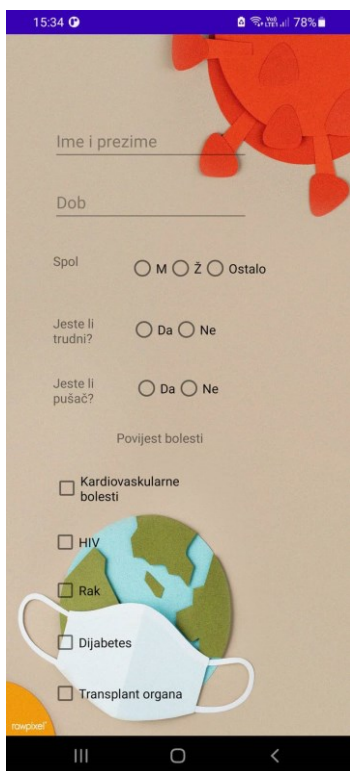 15:34 78%
Ime i prezime
Dob
Spol M Ž Ostalo
Jeste li
trudni? Da Ne
Jeste li
pušač? Da Ne
Povijest bolesti
Kardiovaskularne
bolesti
HIV
Rak
Dijabetes
Transplant organa
rawpixel